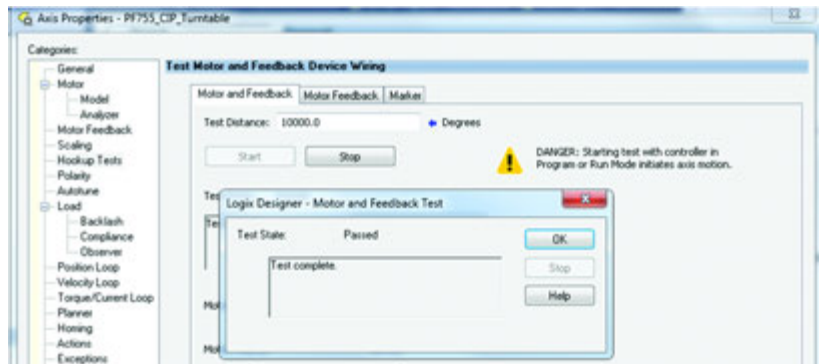 Axis Properties - PF755_CIP_Turntable
Categories:
General
Motor
Model
Analyzer
Motor Feedback
Scaling
Hookup Tests
Polarity
Autotune
Load
Backlash
Compliance
Observer
Position Loop
Velocity Loop
Torque/Current Loop
Planner
Homing
Actions
Exceptions
Test Motor and Feedback Device Wiring
Motor and Feedback
Motor Feedback
Marker
Test Distance: 10000.0 Degrees
Start
Stop
DANGER: Starting test with controller in
Program or Run Mode initiates axis motion.
Logix Designer - Motor and Feedback Test
Test State: Passed
OK
Test complete.
Stop
Help